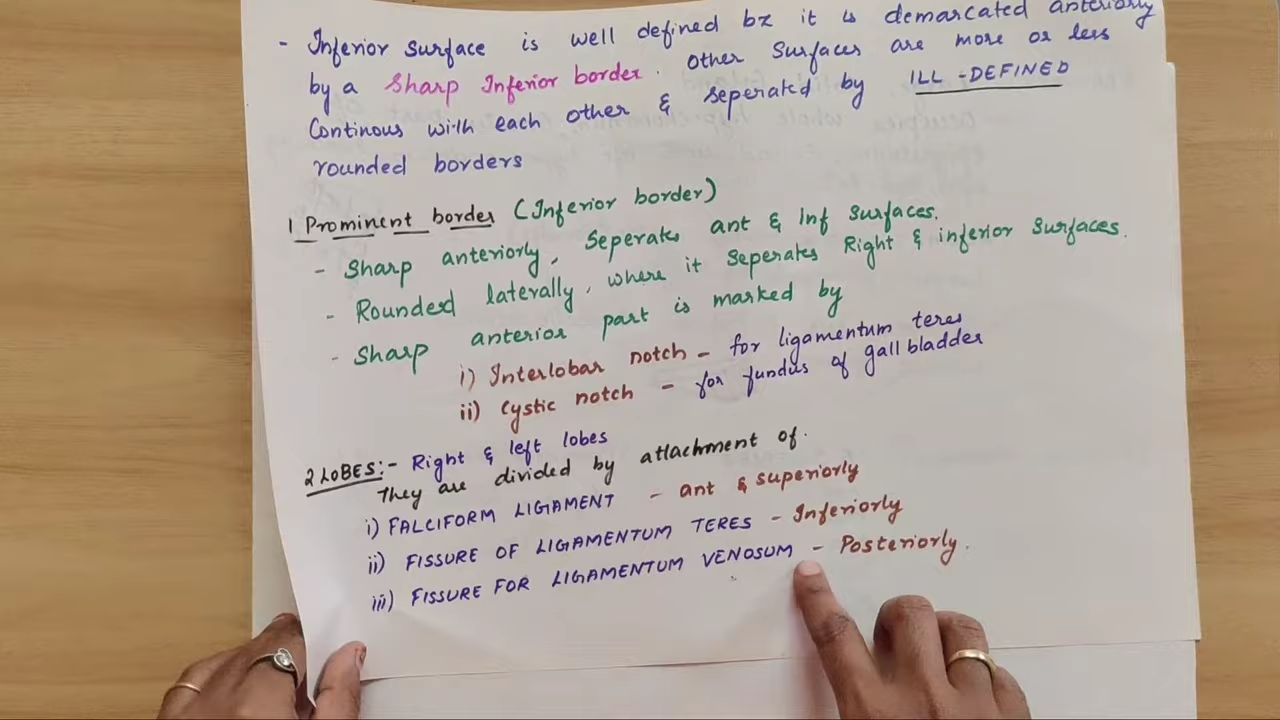 - Inferior surface is well defined bz it is demarcated anteriorly
by a Sharp Inferior border. other Surfaces are more or less
Continous with each other & seperated by ILL-DEFINED
rounded borders
1 Prominent border (Inferior border)
- Sharp anteriorly, Seperates ant & Inf Surfaces.
- Rounded laterally, where it seperates Right & inferior surfaces.
- Sharp anterior part is marked by
i) Interlobar notch - for ligamentum teres
ii) Cystic notch - for fundus of gall bladder
2 LOBES:- Right & left lobes
They are divided by attachment of.
i) FALCIFORM LIGAMENT - ant & superiorly
ii) FISSURE OF LIGAMENTUM TERES - Inferiorly
iii) FISSURE FOR LIGAMENTUM VENOSUM - Posteriorly.